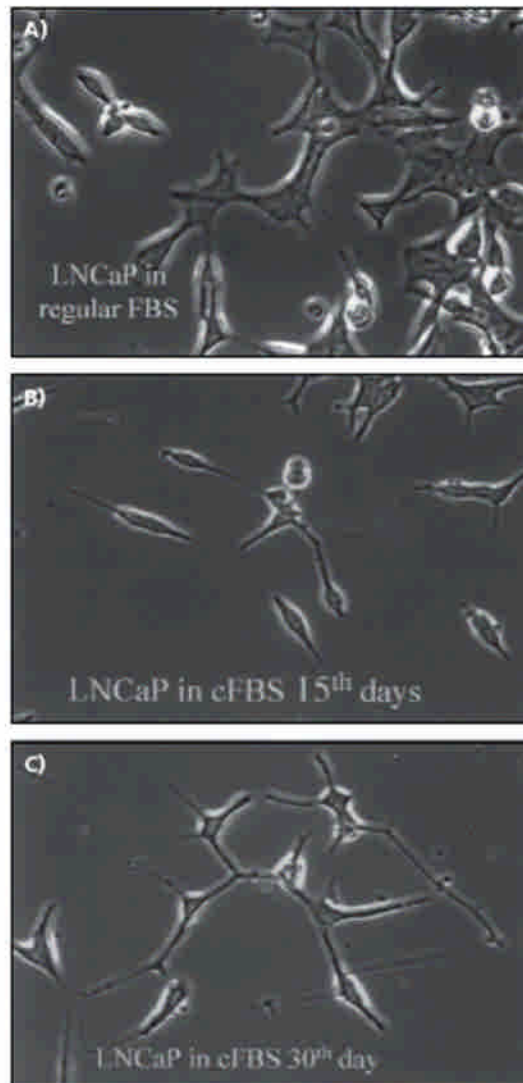 A)
LNCaP in
regular FBS
B)
LNCaP in cFBS 15th days
C)
LNCaP in cFBS 30th day